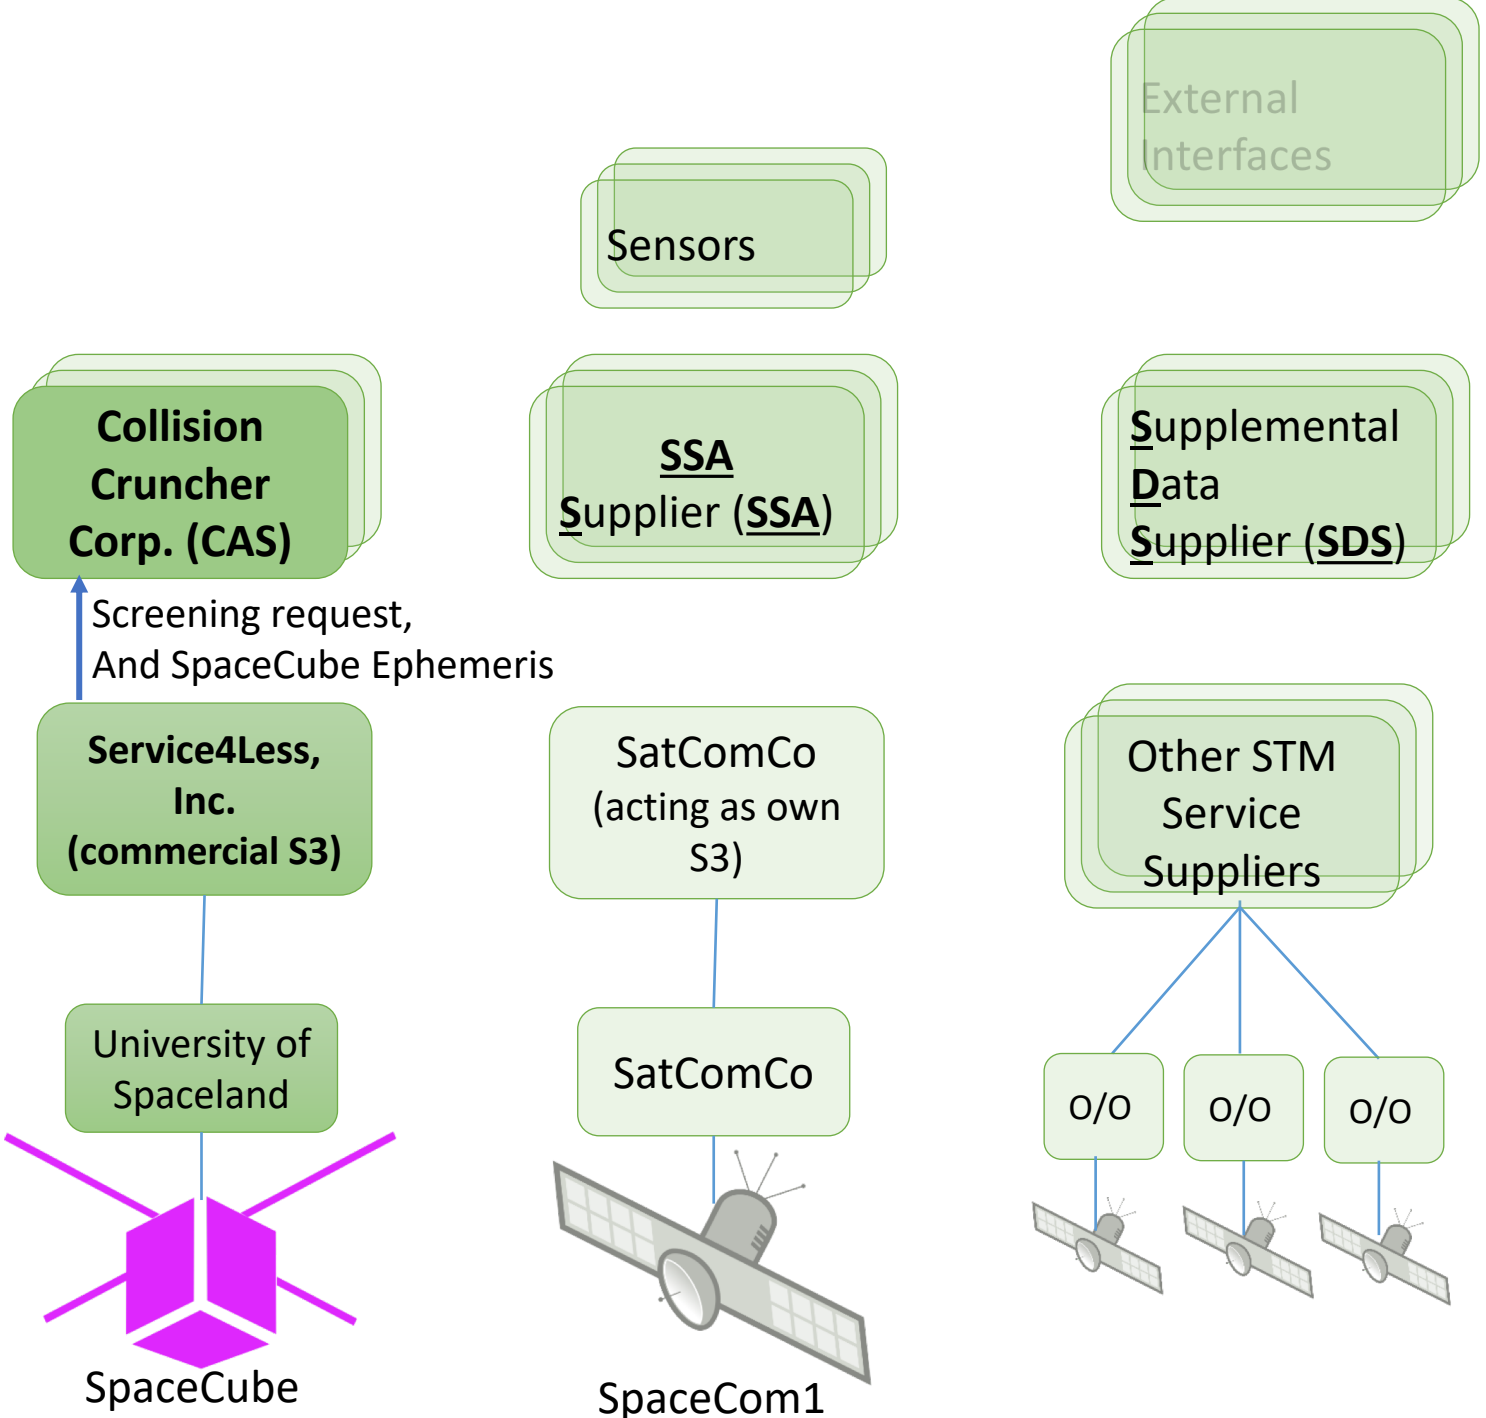 External
Interfaces
Sensors
Collision
Cruncher
Corp. (CAS)
SSA
Supplier (SSA)
Supplemental
Data
Supplier (SDS)
Screening request,
And SpaceCube Ephemeris
Service4Less,
Inc.
(commercial S3)
SatComCo
(acting as own
S3)
Other STM
Service
Suppliers
University of
Spaceland
SatComCo
O/O
O/O
O/O
SpaceCube
SpaceCom1